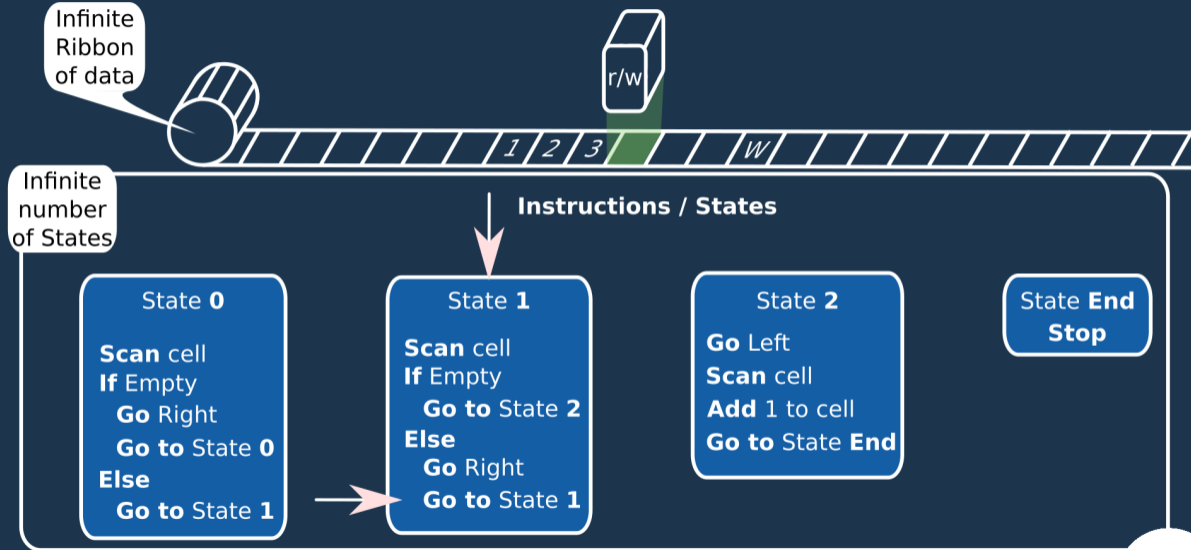 Infinite
Ribbon
of data
r/w
1 2 3 W
Infinite
number
of States
Instructions / States
State 0
Scan cell
If Empty
Go Right
Go to State 0
Else
Go to State 1
State 1
Scan cell
If Empty
Go to State 2
Else
Go Right
Go to State 1
State 2
Go Left
Scan cell
Add 1 to cell
Go to State End
State End
Stop